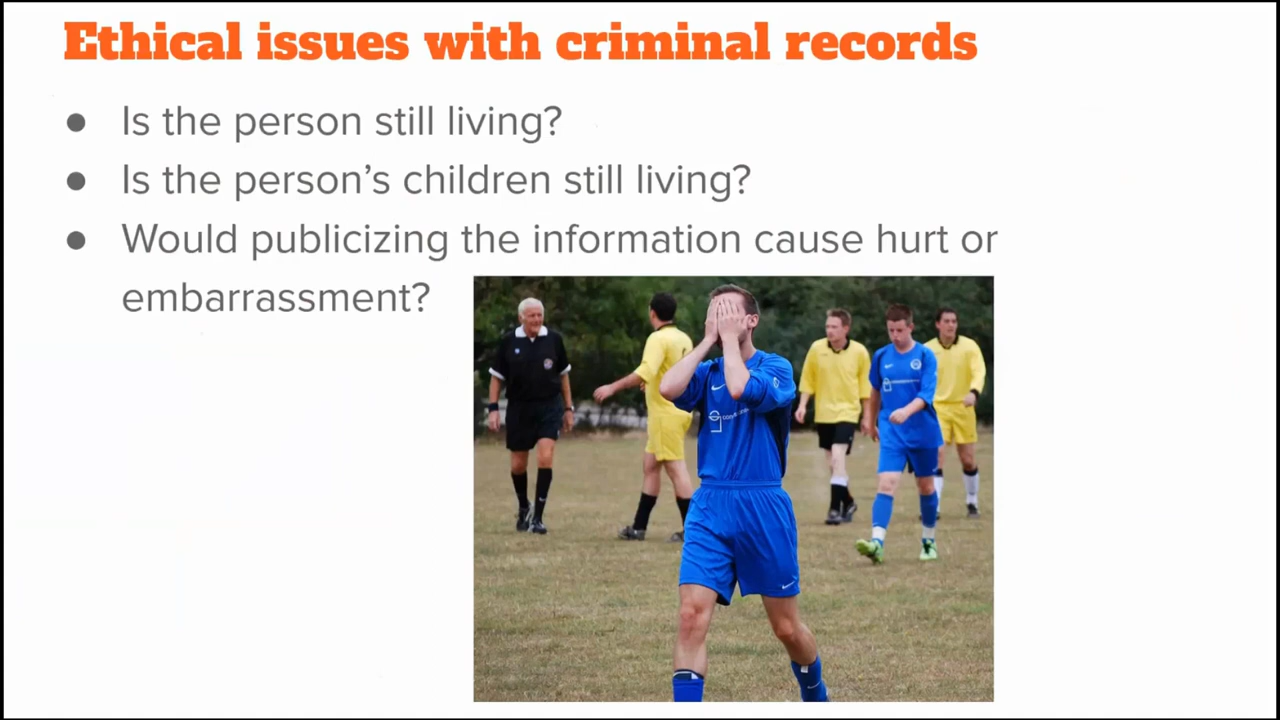 Ethical issues with criminal records
● Is the person still living?
● Is the person’s children still living?
● Would publicizing the information cause hurt or
embarrassment?